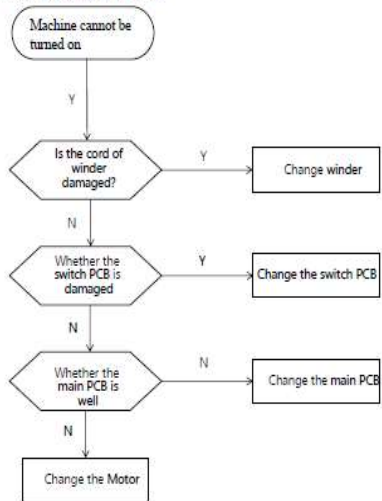 Machine cannot be
turned on
Y
Is the cord of
winder
damaged?
Y
Change winder
N
Whether the
switch PCB is
damaged
Y
Change the switch PCB
N
Whether the
main PCB is
well
N
Change the main PCB
N
Change the Motor